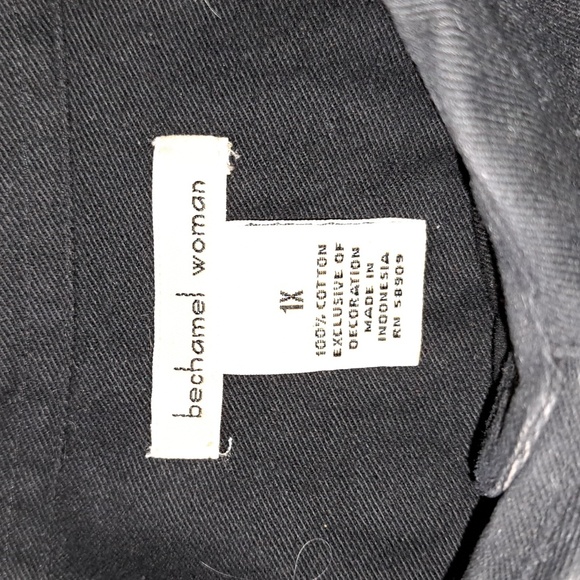 bechamel woman
1X
100% COTTON
EXCLUSIVE OF
DECORATION
MADE IN
INDONESIA
RN 58909